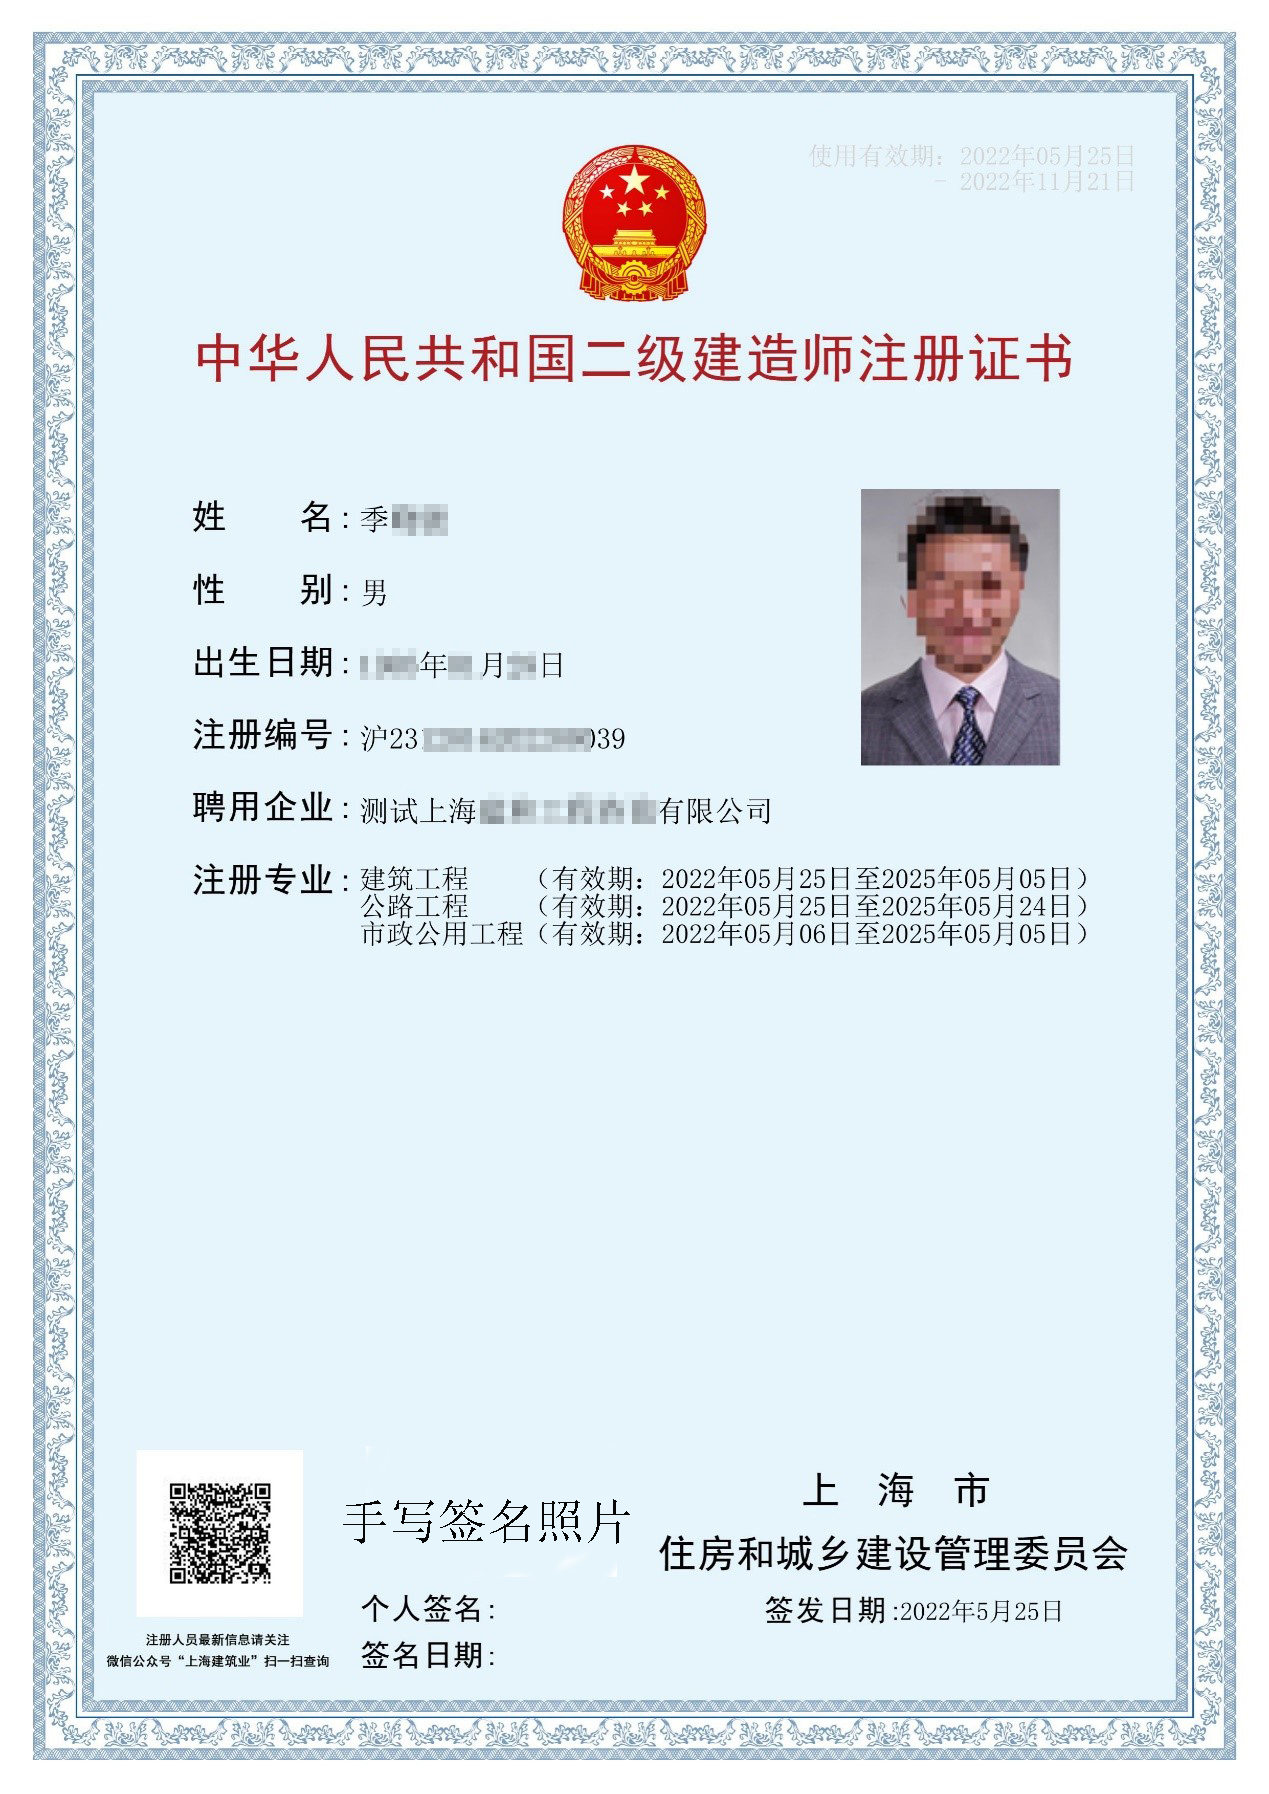 使用有效期：2022年05月25日
- 2022年11月21日
中华人民共和国二级建造师注册证书
姓 名：季
性 别：男
出生日期：年 月 日
注册编号：沪23 039
聘用企业：测试上海 有限公司
注册专业：建筑工程 （有效期：2022年05月25日至2025年05月05日）
公路工程 （有效期：2022年05月25日至2025年05月24日）
市政公用工程（有效期：2022年05月06日至2025年05月05日）
手写签名照片
个人签名：
签名日期：
上 海 市
住房和城乡建设管理委员会
签发日期：2022年5月25日
注册人员最新信息请关注
微信公众号“上海建筑业”扫一扫查询